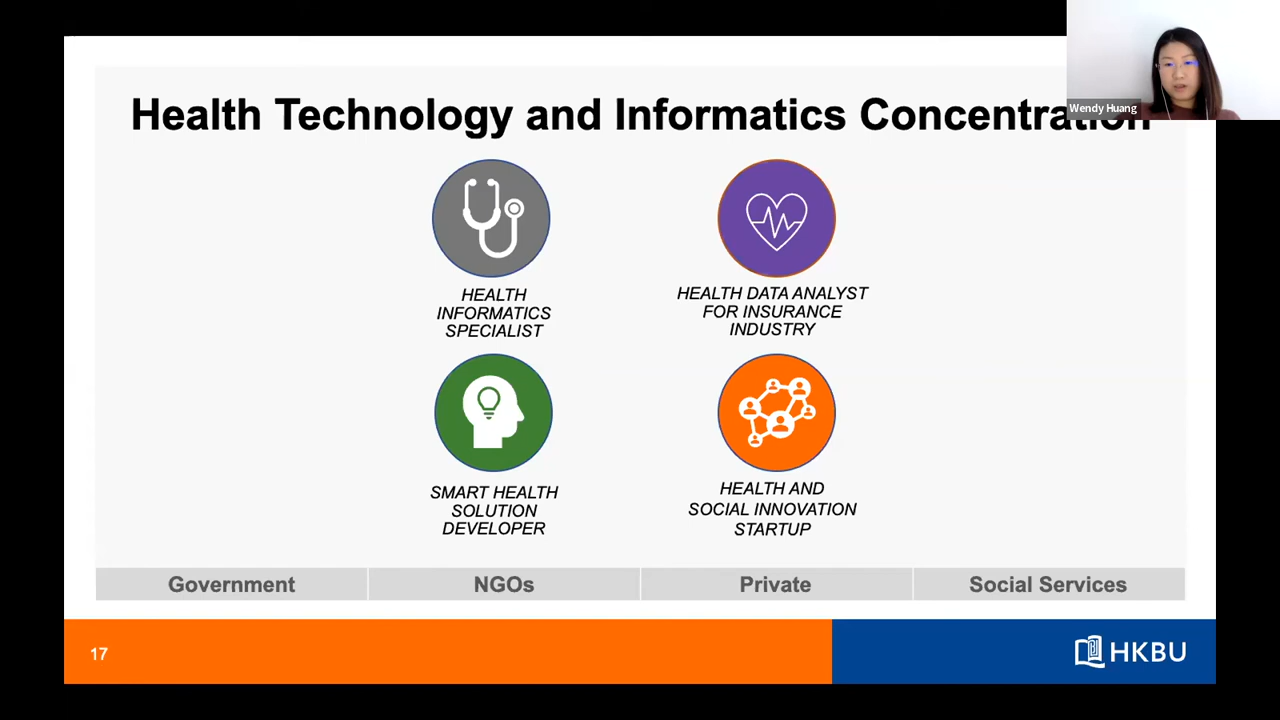 Health Technology and Informatics Concentration
Wendy Huang
HEALTH
INFORMATICS
SPECIALIST
HEALTH DATA ANALYST
FOR INSURANCE
INDUSTRY
SMART HEALTH
SOLUTION
DEVELOPER
HEALTH AND
SOCIAL INNOVATION
STARTUP
Government
NGOs
Private
Social Services
17
HKBU